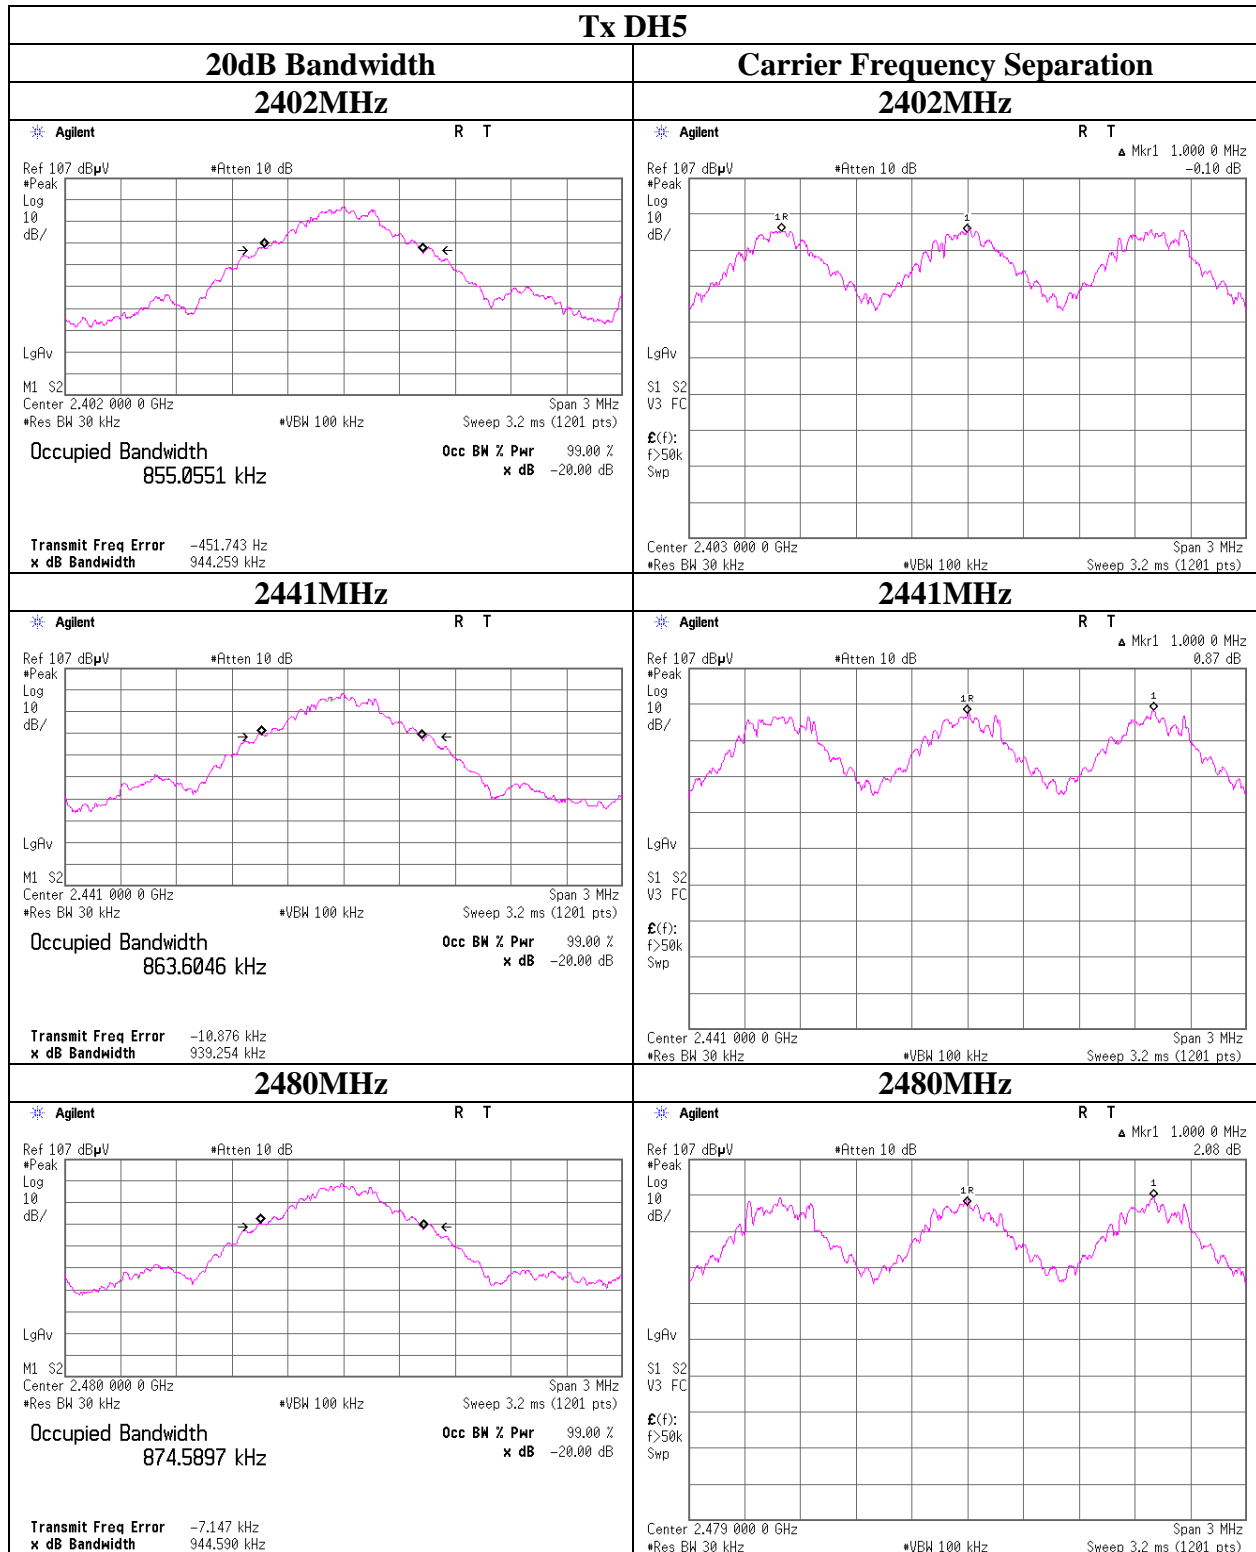 Tx DH5
20dB Bandwidth
Carrier Frequency Separation
2402MHz
2402MHz
Agilent
R T
Ref 107 dBµV
#Atten 10 dB
#Peak
Log
10
dB/
LgAv
M1 S2
Center 2.402 000 0 GHz
Span 3 MHz
#Res BW 30 kHz
#VBW 100 kHz
Sweep 3.2 ms (1201 pts)
Occupied Bandwidth
855.0551 kHz
Occ BW % Pwr 99.00 %
x dB -20.00 dB
Transmit Freq Error -451.743 Hz
x dB Bandwidth 944.259 kHz
Agilent
R T
Δ Mkr1 1.000 0 MHz
Ref 107 dBµV
#Atten 10 dB
-0.10 dB
#Peak
Log
10
dB/
1R
1
LgAv
S1 S2
V3 FC
£(f):
f>50k
Swp
Center 2.403 000 0 GHz
Span 3 MHz
#Res BW 30 kHz
#VBW 100 kHz
Sweep 3.2 ms (1201 pts)
2441MHz
2441MHz
Agilent
R T
Ref 107 dBµV
#Atten 10 dB
#Peak
Log
10
dB/
LgAv
M1 S2
Center 2.441 000 0 GHz
Span 3 MHz
#Res BW 30 kHz
#VBW 100 kHz
Sweep 3.2 ms (1201 pts)
Occupied Bandwidth
863.6046 kHz
Occ BW % Pwr 99.00 %
x dB -20.00 dB
Transmit Freq Error -10.876 kHz
x dB Bandwidth 939.254 kHz
Agilent
R T
Δ Mkr1 1.000 0 MHz
Ref 107 dBµV
#Atten 10 dB
0.87 dB
#Peak
Log
10
dB/
1R
1
LgAv
S1 S2
V3 FC
£(f):
f>50k
Swp
Center 2.441 000 0 GHz
Span 3 MHz
#Res BW 30 kHz
#VBW 100 kHz
Sweep 3.2 ms (1201 pts)
2480MHz
2480MHz
Agilent
R T
Ref 107 dBµV
#Atten 10 dB
#Peak
Log
10
dB/
LgAv
M1 S2
Center 2.480 000 0 GHz
Span 3 MHz
#Res BW 30 kHz
#VBW 100 kHz
Sweep 3.2 ms (1201 pts)
Occupied Bandwidth
874.5897 kHz
Occ BW % Pwr 99.00 %
x dB -20.00 dB
Transmit Freq Error -7.147 kHz
x dB Bandwidth 944.590 kHz
Agilent
R T
Δ Mkr1 1.000 0 MHz
Ref 107 dBµV
#Atten 10 dB
2.08 dB
#Peak
Log
10
dB/
1R
1
LgAv
S1 S2
V3 FC
£(f):
f>50k
Swp
Center 2.479 000 0 GHz
Span 3 MHz
#Res BW 30 kHz
#VBW 100 kHz
Sweep 3.2 ms (1201 pts)